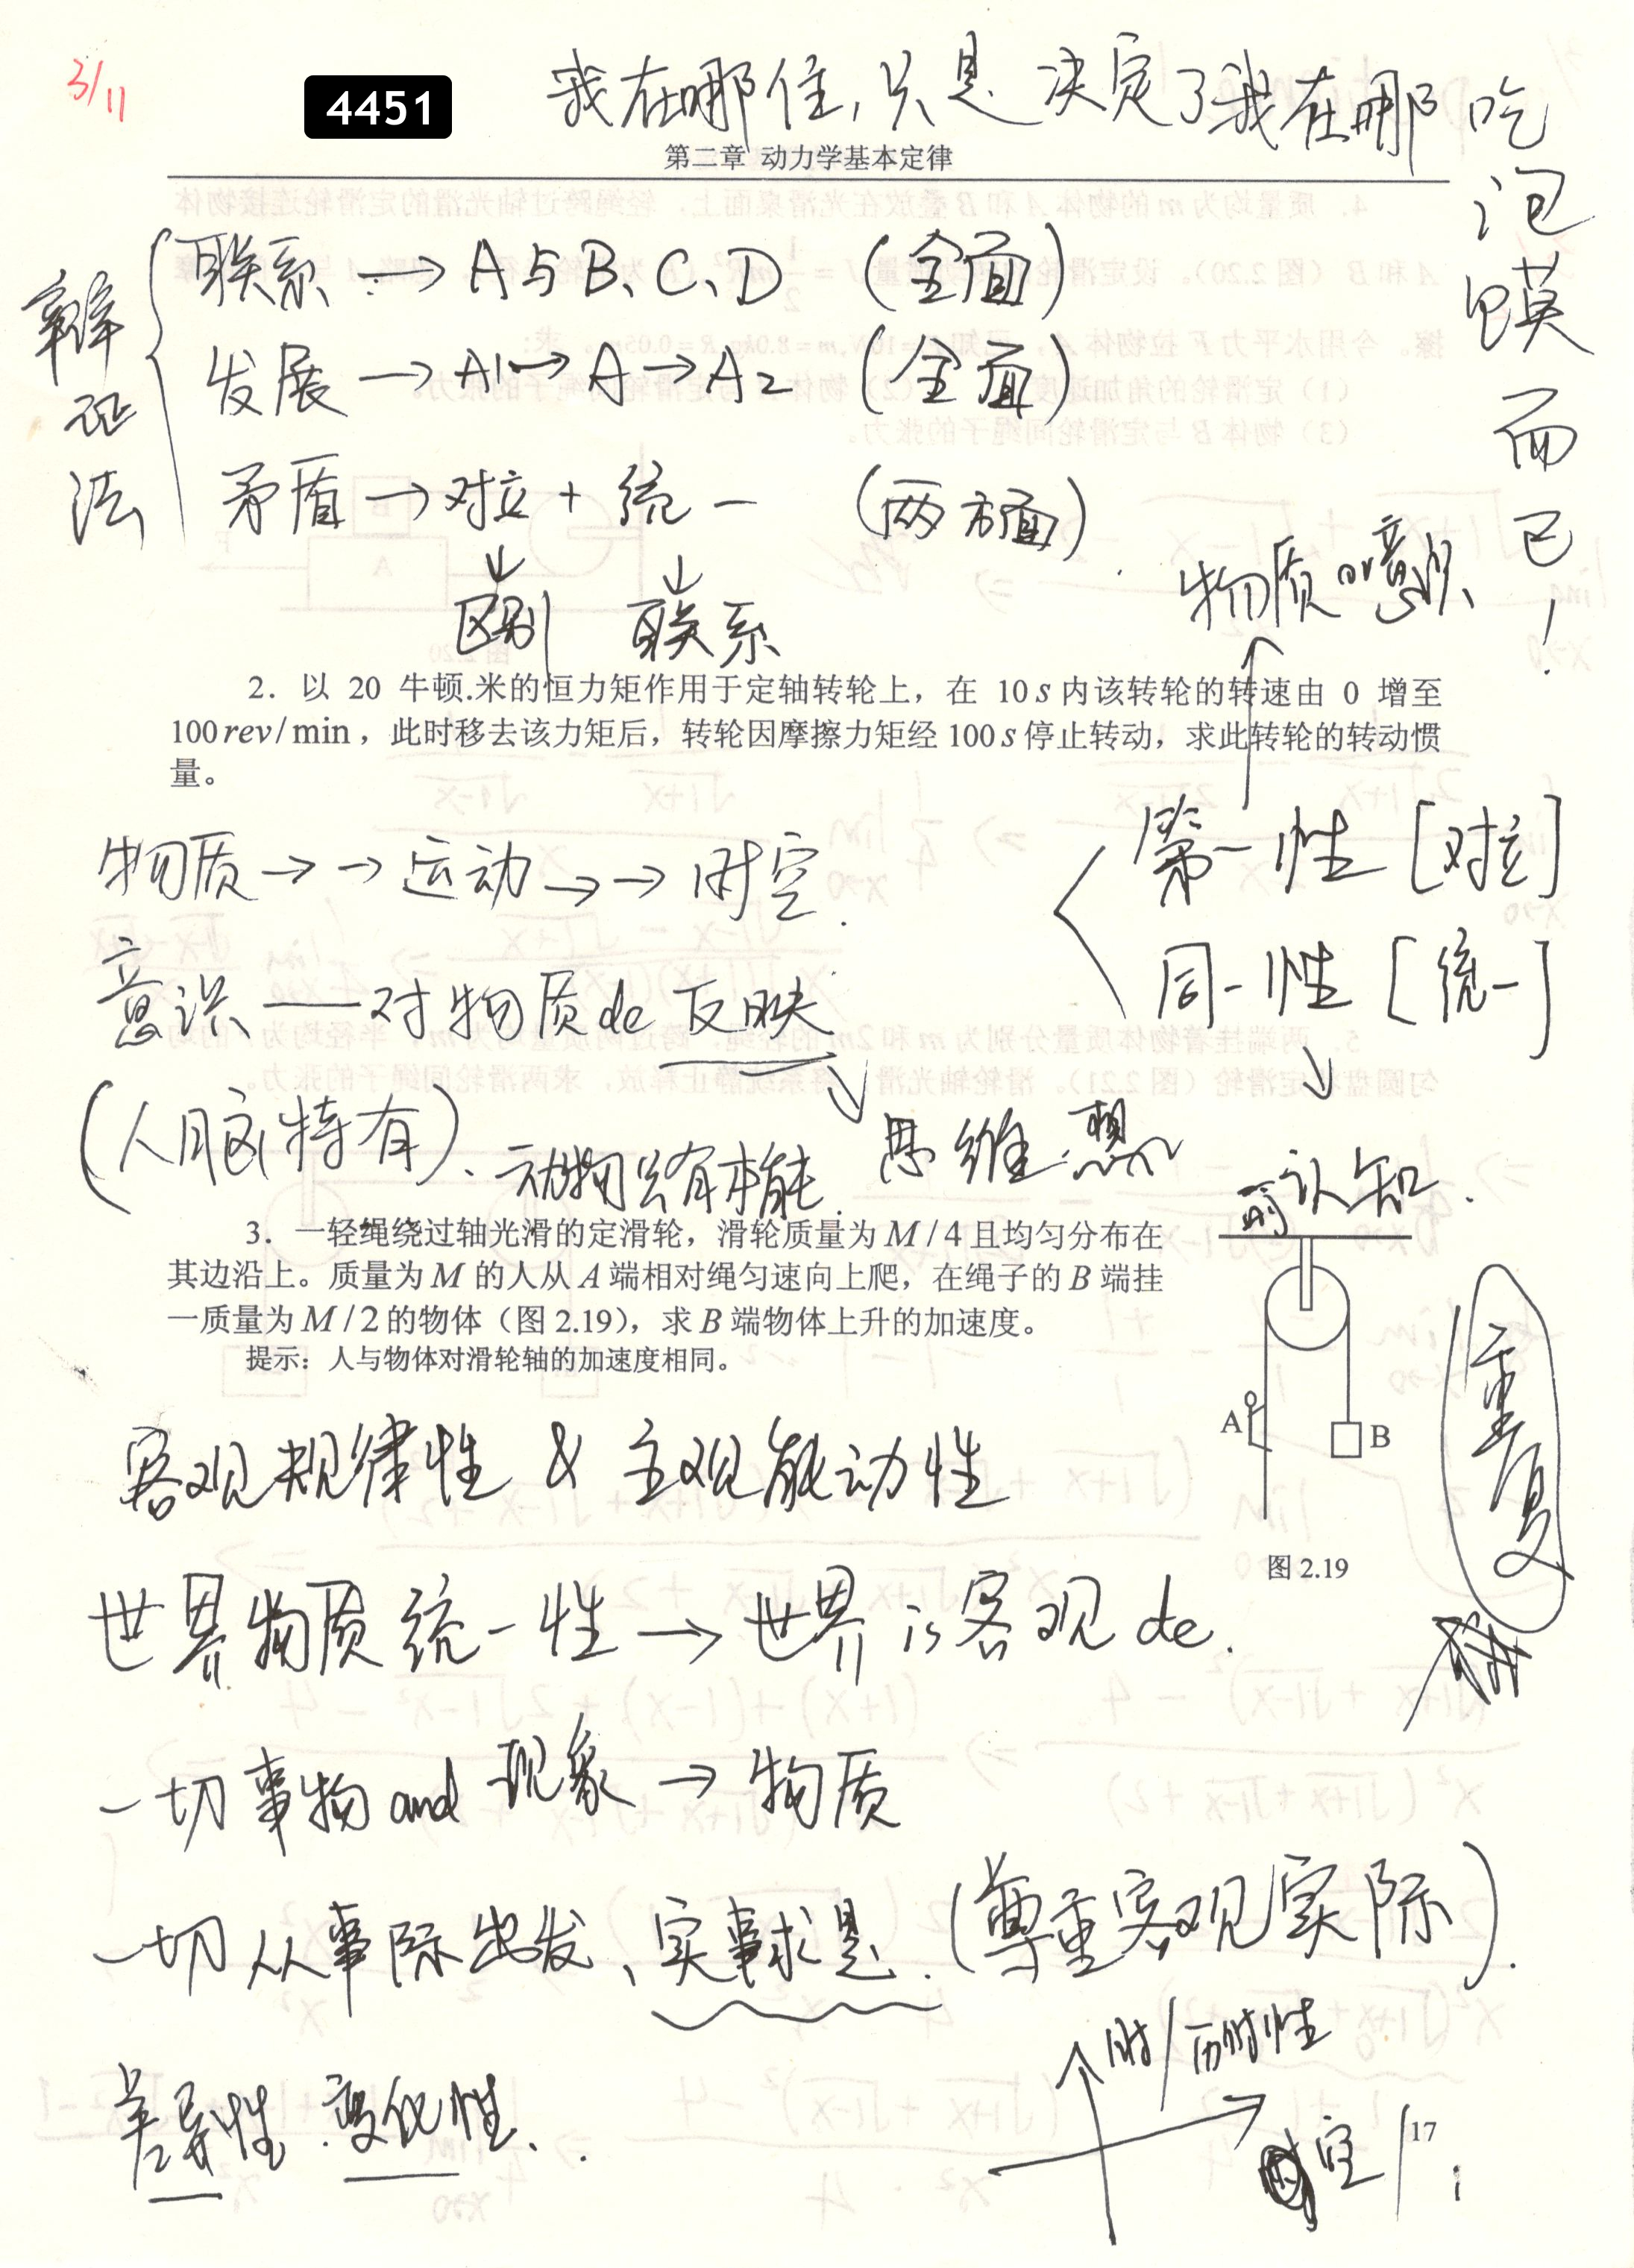 3/11
4451
我在哪住,只是决定了我在哪吃
泡馍而已!
第二章 动力学基本定律
辩证法
联系 → A与B、C、D (全面)
发展 → A1 → A → A2 (全面)
矛盾 → 对立 + 统一 (两方面)
区别 联系
物质 or 意识
2. 以 20 牛顿.米的恒力矩作用于定轴转轮上,在 10 s 内该转轮的转速由 0 增至
100 rev/min,此时移去该力矩后,转轮因摩擦力矩经 100 s 停止转动,求此转轮的转动惯
量。
物质 → → 运动 → → 时空.
第一性 [对立]
同一性 [统一]
意识 —— 对物质de反映
(人脑特有). 动物只有本能. 思维.想
可认知.
3. 一轻绳绕过轴光滑的定滑轮,滑轮质量为 M / 4 且均匀分布在
其边沿上。质量为 M 的人从 A 端相对绳匀速向上爬,在绳子的 B 端挂
一质量为 M / 2 的物体(图 2.19),求 B 端物体上升的加速度。
提示:人与物体对滑轮轴的加速度相同。
A
B
图 2.19
重复
客观规律性 & 主观能动性
世界物质统一性 → 世界is客观de.
一切事物and现象 → 物质
一切从事际出发、实事求是.(尊重客观实际).
差异性.变化性、.
时/历时性
空/
17